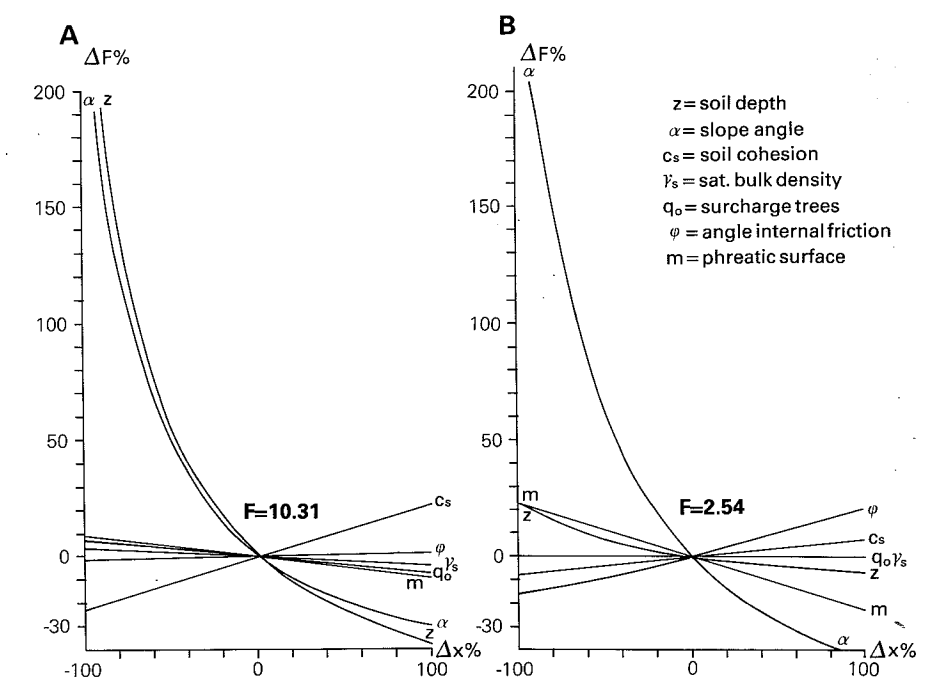 A
ΔF%
200
150
100
50
0
-30
-100
0
100
Δx%
α z
F=10.31
cs
φ
γs
qo
m
α
z
B
ΔF%
200
150
100
50
0
-30
-100
0
100
Δx%
α
z= soil depth
α= slope angle
cs= soil cohesion
γs= sat. bulk density
qo= surcharge trees
φ = angle internal friction
m= phreatic surface
m
z
F=2.54
φ
cs
qoγs
z
m
α